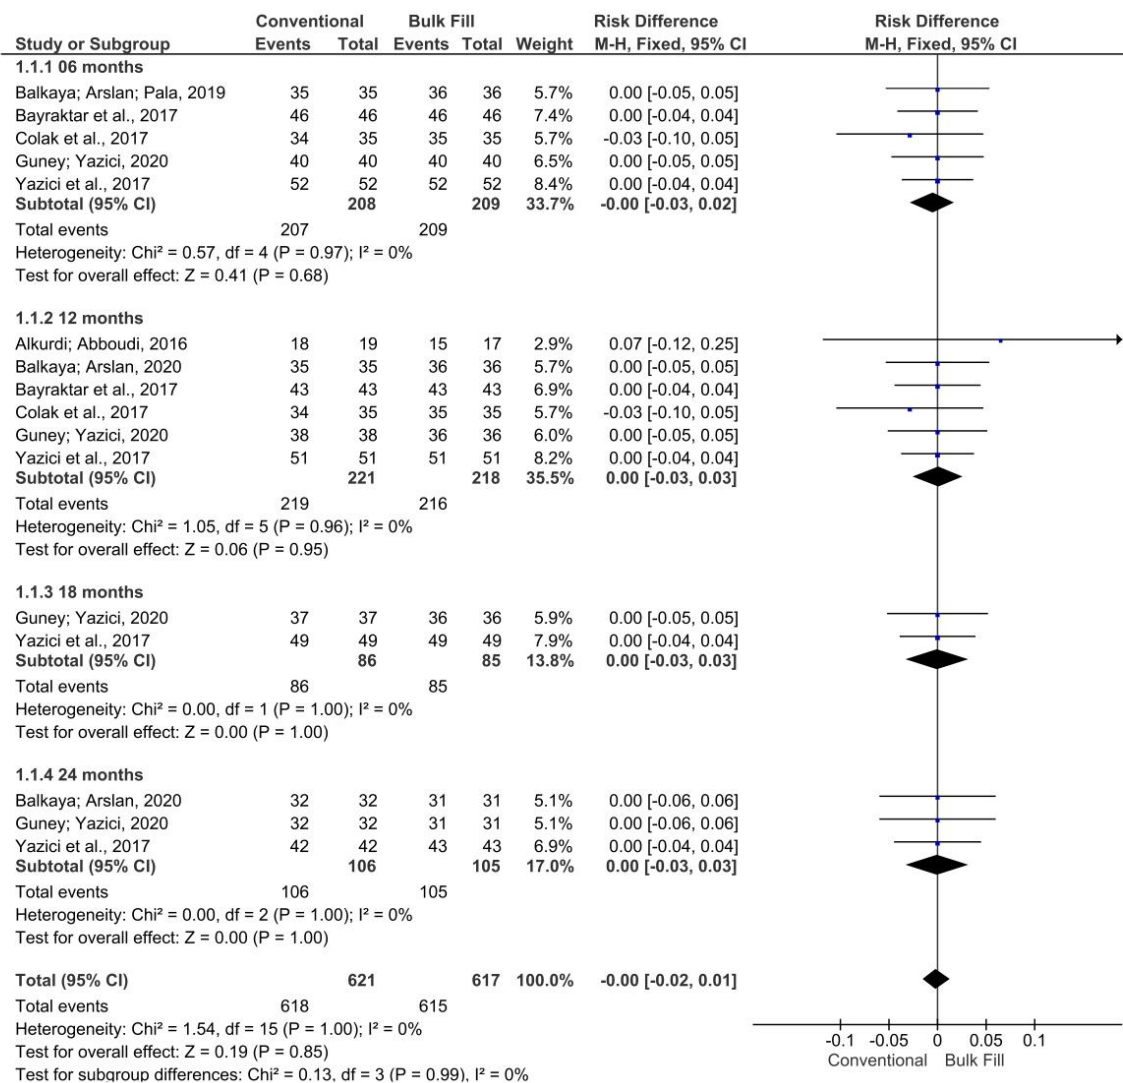 Conventional Bulk Fill Risk Difference Risk Difference
Study or Subgroup Events Total Events Total Weight M-H, Fixed, 95% CI M-H, Fixed, 95% CI
1.1.1 06 months
Balkaya; Arslan; Pala, 2019 35 35 36 36 5.7% 0.00 [-0.05, 0.05]
Bayraktar et al., 2017 46 46 46 46 7.4% 0.00 [-0.04, 0.04]
Colak et al., 2017 34 35 35 35 5.7% -0.03 [-0.10, 0.05]
Guney; Yazici, 2020 40 40 40 40 6.5% 0.00 [-0.05, 0.05]
Yazici et al., 2017 52 52 52 52 8.4% 0.00 [-0.04, 0.04]
Subtotal (95% CI) 208 209 33.7% -0.00 [-0.03, 0.02]
Total events 207 209
Heterogeneity: Chi² = 0.57, df = 4 (P = 0.97); I² = 0%
Test for overall effect: Z = 0.41 (P = 0.68)
1.1.2 12 months
Alkurdi; Abboudi, 2016 18 19 15 17 2.9% 0.07 [-0.12, 0.25]
Balkaya; Arslan, 2020 35 35 36 36 5.7% 0.00 [-0.05, 0.05]
Bayraktar et al., 2017 43 43 43 43 6.9% 0.00 [-0.04, 0.04]
Colak et al., 2017 34 35 35 35 5.7% -0.03 [-0.10, 0.05]
Guney; Yazici, 2020 38 38 36 36 6.0% 0.00 [-0.05, 0.05]
Yazici et al., 2017 51 51 51 51 8.2% 0.00 [-0.04, 0.04]
Subtotal (95% CI) 221 218 35.5% 0.00 [-0.03, 0.03]
Total events 219 216
Heterogeneity: Chi² = 1.05, df = 5 (P = 0.96); I² = 0%
Test for overall effect: Z = 0.06 (P = 0.95)
1.1.3 18 months
Guney; Yazici, 2020 37 37 36 36 5.9% 0.00 [-0.05, 0.05]
Yazici et al., 2017 49 49 49 49 7.9% 0.00 [-0.04, 0.04]
Subtotal (95% CI) 86 85 13.8% 0.00 [-0.03, 0.03]
Total events 86 85
Heterogeneity: Chi² = 0.00, df = 1 (P = 1.00); I² = 0%
Test for overall effect: Z = 0.00 (P = 1.00)
1.1.4 24 months
Balkaya; Arslan, 2020 32 32 31 31 5.1% 0.00 [-0.06, 0.06]
Guney; Yazici, 2020 32 32 31 31 5.1% 0.00 [-0.06, 0.06]
Yazici et al., 2017 42 42 43 43 6.9% 0.00 [-0.04, 0.04]
Subtotal (95% CI) 106 105 17.0% 0.00 [-0.03, 0.03]
Total events 106 105
Heterogeneity: Chi² = 0.00, df = 2 (P = 1.00); I² = 0%
Test for overall effect: Z = 0.00 (P = 1.00)
Total (95% CI) 621 617 100.0% -0.00 [-0.02, 0.01]
Total events 618 615
Heterogeneity: Chi² = 1.54, df = 15 (P = 1.00); I² = 0%
Test for overall effect: Z = 0.19 (P = 0.85)
Test for subgroup differences: Chi² = 0.13, df = 3 (P = 0.99), I² = 0%
-0.1 -0.05 0 0.05 0.1
Conventional Bulk Fill